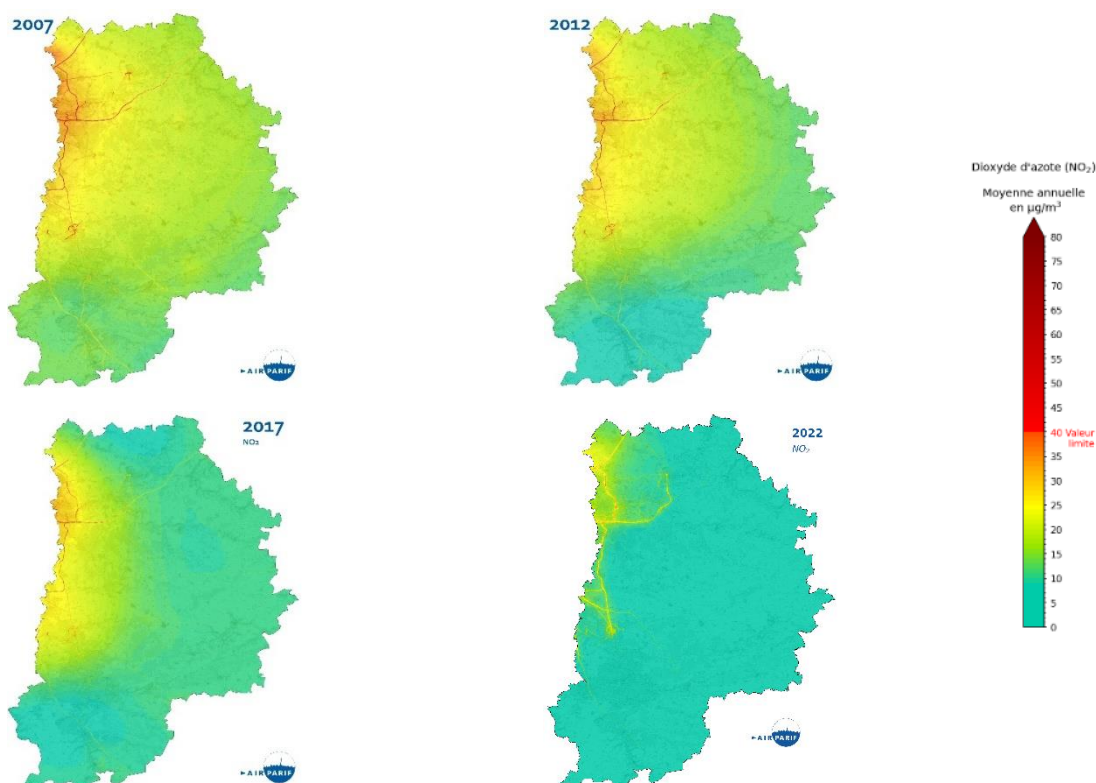 2007
2012
AIRPARIF
AIRPARIF
Dioxyde d'azote (NO₂)
Moyenne annuelle
en µg/m³
80
75
70
65
60
55
50
45
40 Valeur
limite
35
30
25
20
15
10
5
0
2017
NO₂
2022
NO₂
AIRPARIF
AIRPARIF